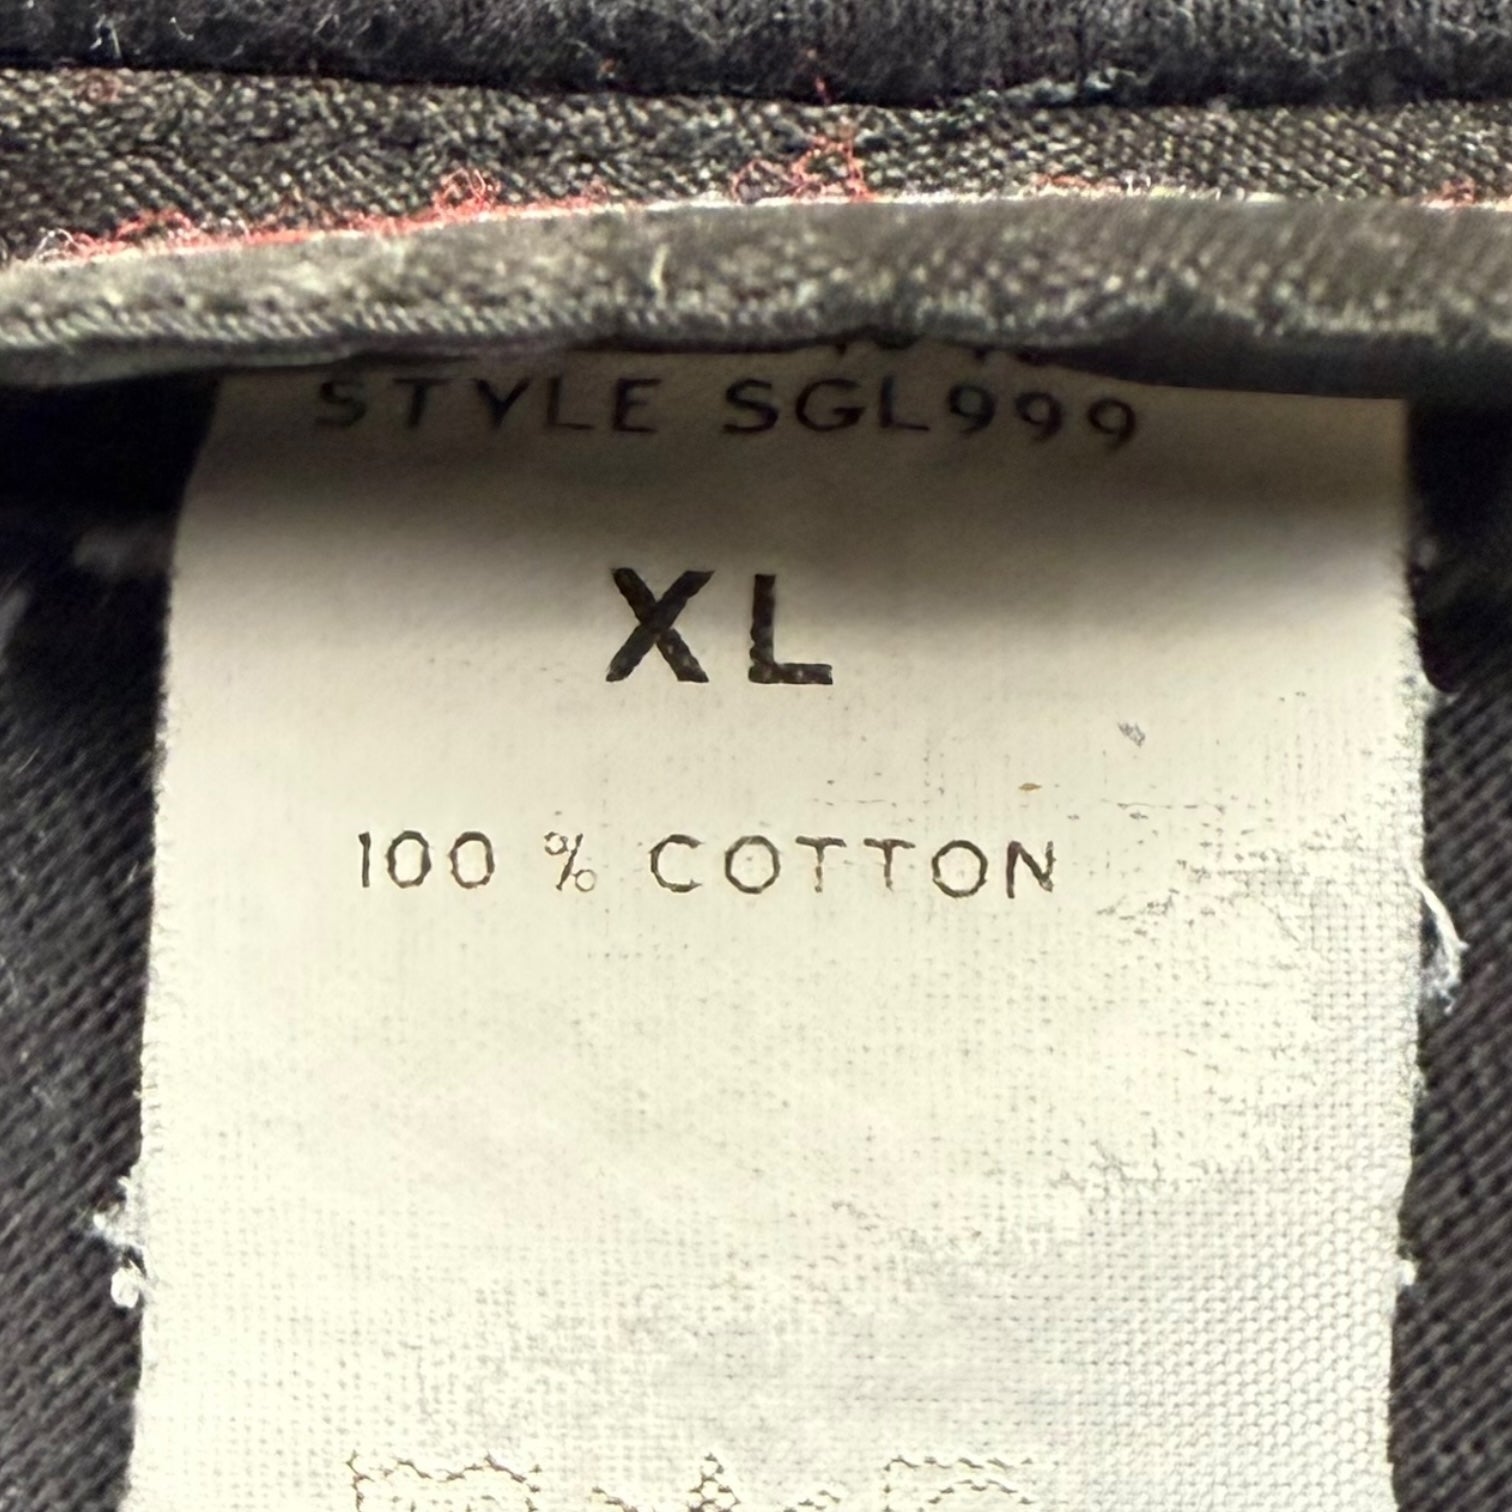 STYLE SGL999
XL
100 % COTTON